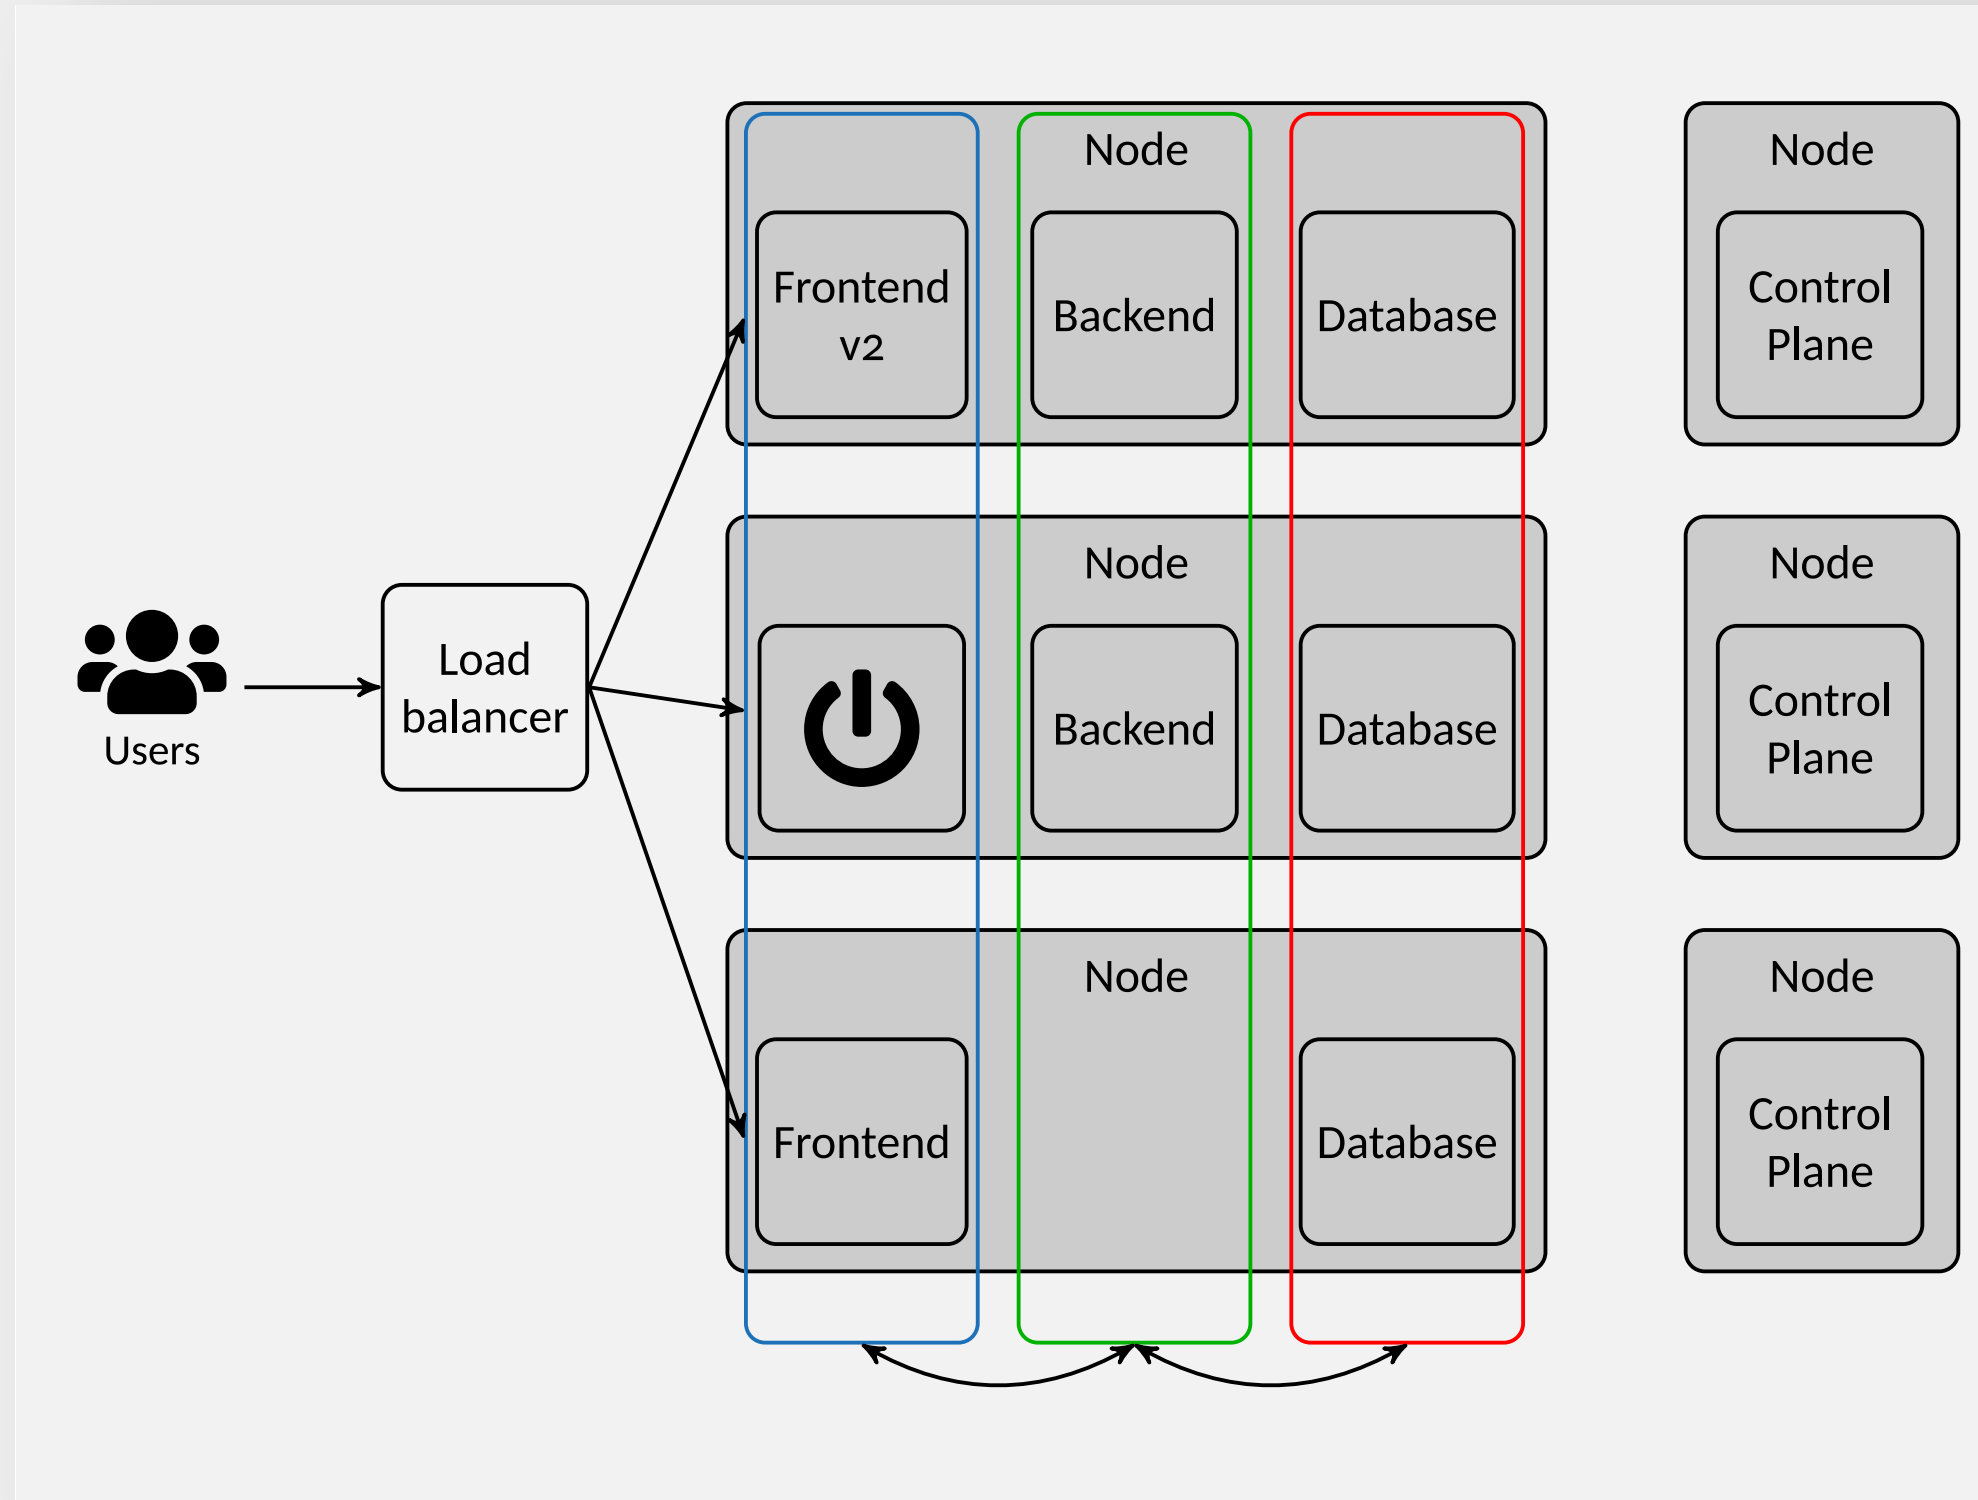 Node
Frontend
v2
Backend
Database
Node
Control
Plane
Users
Load
balancer
Node
Backend
Database
Node
Control
Plane
Node
Frontend
Database
Node
Control
Plane